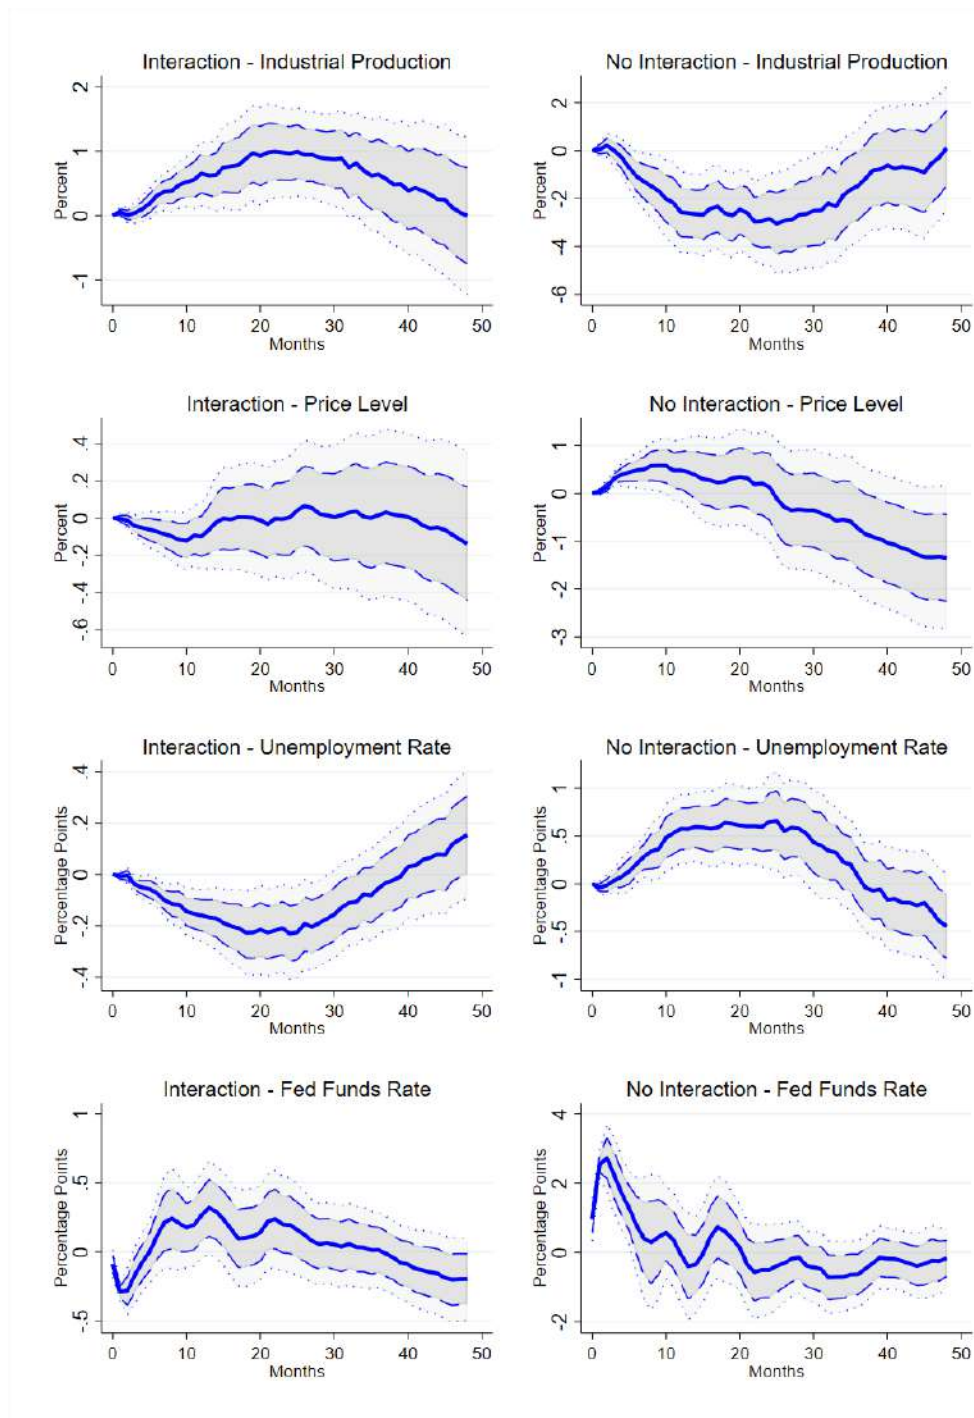 Interaction - Industrial Production
No Interaction - Industrial Production
Percent
2
1
0
-1
0 10 20 30 40 50
Months
Percent
2
0
-2
-4
-6
0 10 20 30 40 50
Months
Interaction - Price Level
No Interaction - Price Level
Percent
.4
.2
0
-.2
-.4
-.6
0 10 20 30 40 50
Months
Percent
1
0
-1
-2
-3
0 10 20 30 40 50
Months
Interaction - Unemployment Rate
No Interaction - Unemployment Rate
Percentage Points
.4
.2
0
-.2
-.4
0 10 20 30 40 50
Months
Percentage Points
1
.5
0
-.5
-1
0 10 20 30 40 50
Months
Interaction - Fed Funds Rate
No Interaction - Fed Funds Rate
Percentage Points
1
.5
0
-.5
0 10 20 30 40 50
Months
Percentage Points
4
2
0
-2
0 10 20 30 40 50
Months